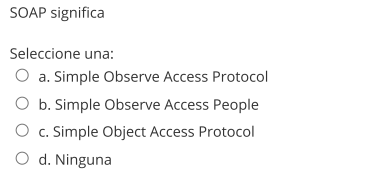 SOAP significa
Seleccione una:
a. Simple Observe Access Protocol
b. Simple Observe Access People
c. Simple Object Access Protocol
d. Ninguna